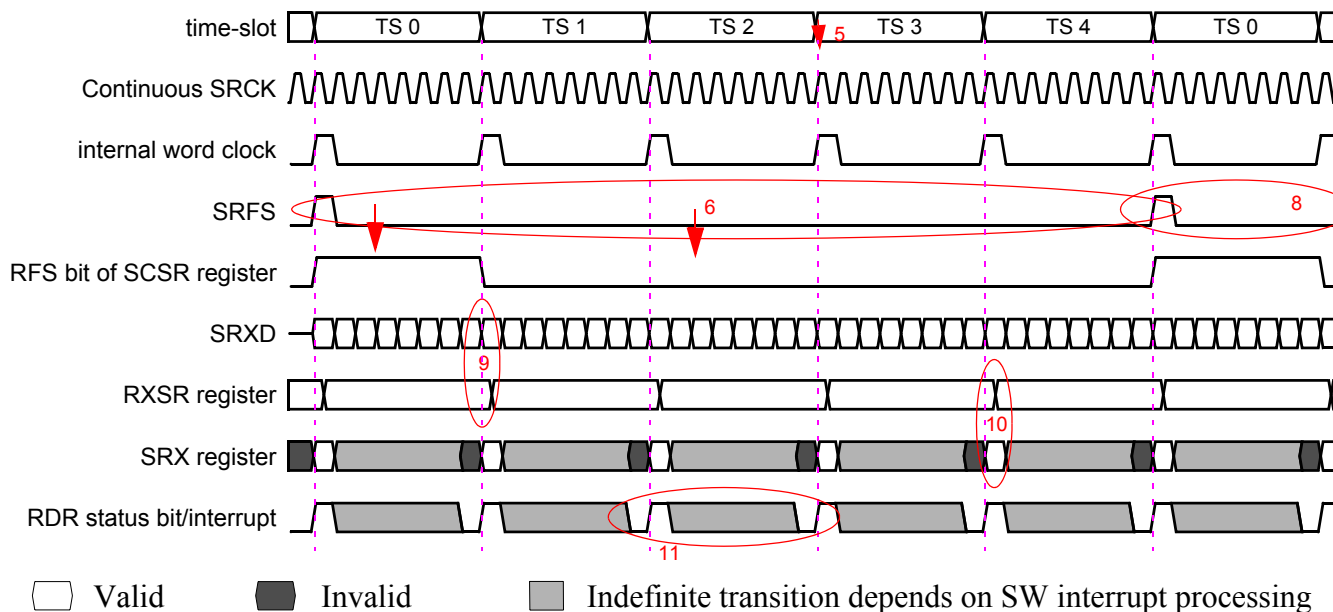 time-slot TS 0 TS 1 TS 2 5 TS 3 TS 4 TS 0
Continuous SRCK
internal word clock
SRFS 6 8
RFS bit of SCSR register
SRXD
9
RXSR register
10
SRX register
RDR status bit/interrupt
11
Valid Invalid Indefinite transition depends on SW interrupt processing